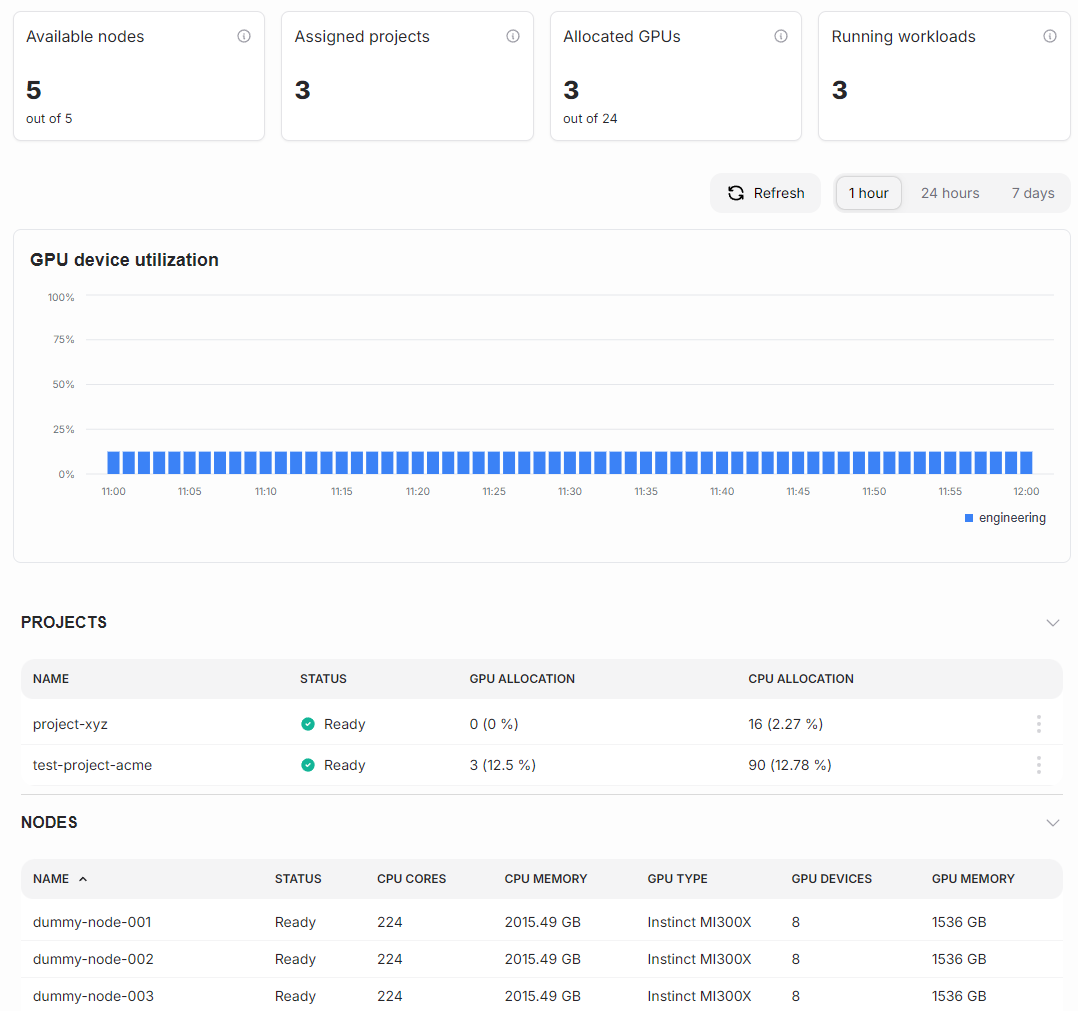 Available nodes
5
out of 5
Assigned projects
3
Allocated GPUs
3
out of 24
Running workloads
3
Refresh
1 hour 24 hours 7 days
GPU device utilization
100%
75%
50%
25%
0%
11:00 11:05 11:10 11:15 11:20 11:25 11:30 11:35 11:40 11:45 11:50 11:55 12:00
engineering
PROJECTS
NAME STATUS GPU ALLOCATION CPU ALLOCATION
project-xyz Ready 0 (0 %) 16 (2.27 %)
test-project-acme Ready 3 (12.5 %) 90 (12.78 %)
NODES
NAME STATUS CPU CORES CPU MEMORY GPU TYPE GPU DEVICES GPU MEMORY
dummy-node-001 Ready 224 2015.49 GB Instinct MI300X 8 1536 GB
dummy-node-002 Ready 224 2015.49 GB Instinct MI300X 8 1536 GB
dummy-node-003 Ready 224 2015.49 GB Instinct MI300X 8 1536 GB